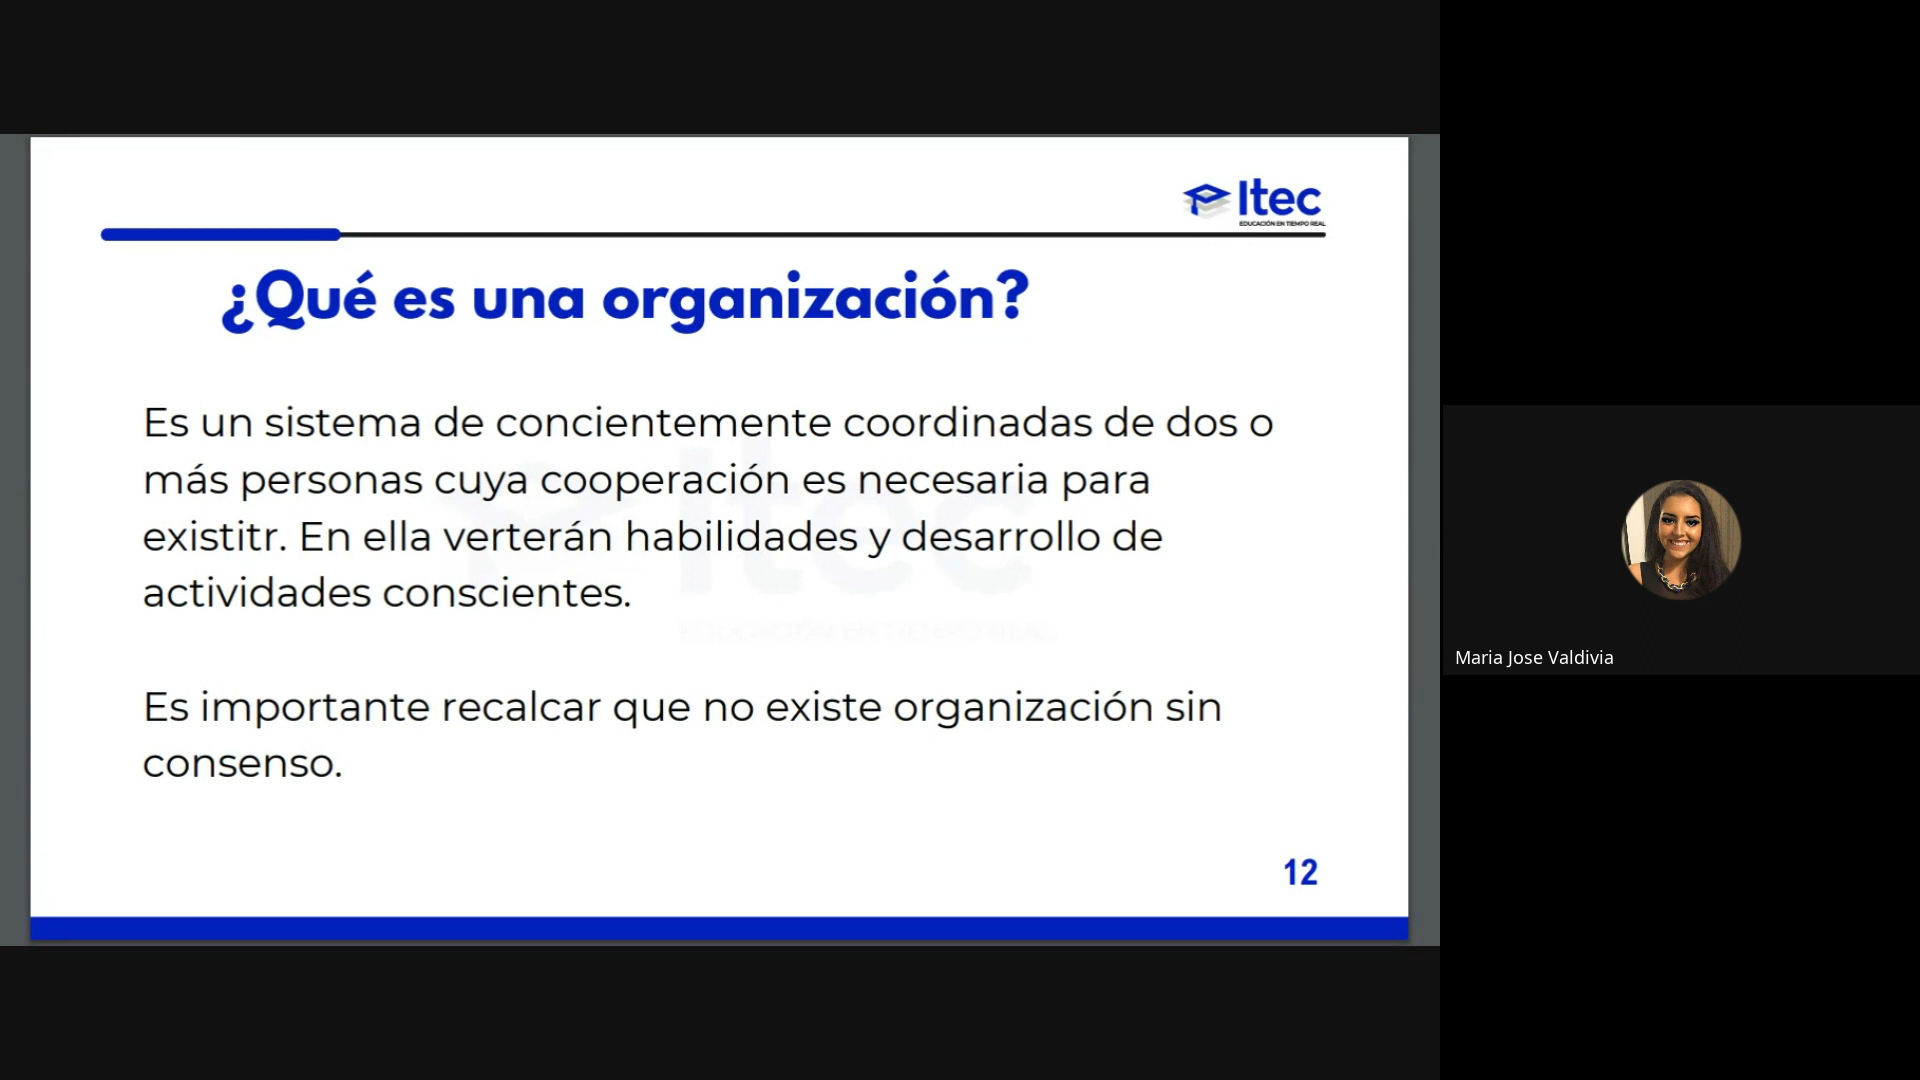 Itec
EDUCACIÓN EN TIEMPO REAL
¿Qué es una organización?
Es un sistema de concientemente coordinadas de dos o
más personas cuya cooperación es necesaria para
existitr. En ella verterán habilidades y desarrollo de
actividades conscientes.
Es importante recalcar que no existe organización sin
consenso.
12
Maria Jose Valdivia